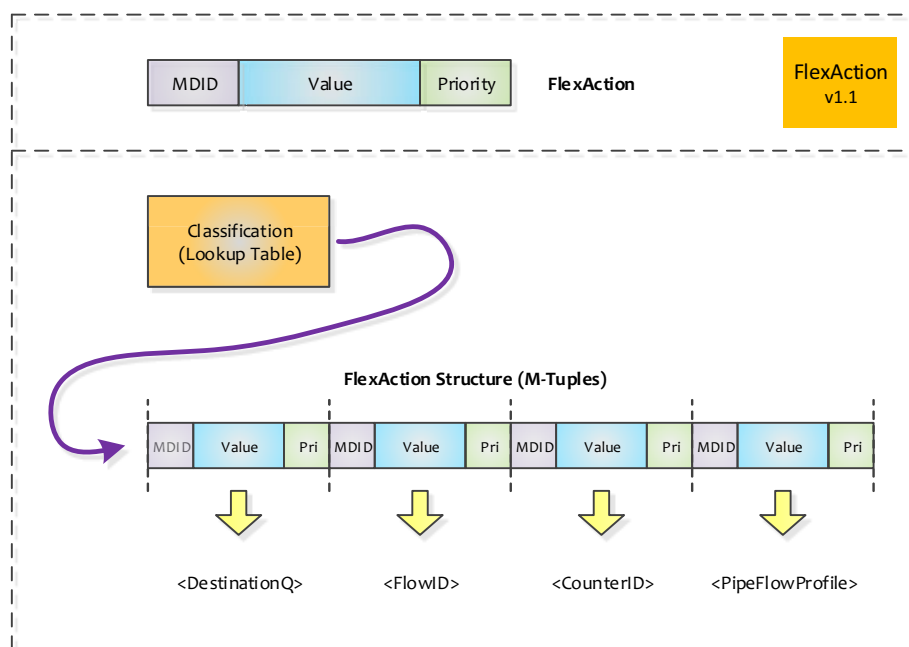 MDID Value Priority FlexAction
FlexAction
v1.1
Classification
(Lookup Table)
FlexAction Structure (M-Tuples)
MDID Value Pri MDID Value Pri MDID Value Pri MDID Value Pri
<DestinationQ> <FlowID> <CounterID> <PipeFlowProfile>